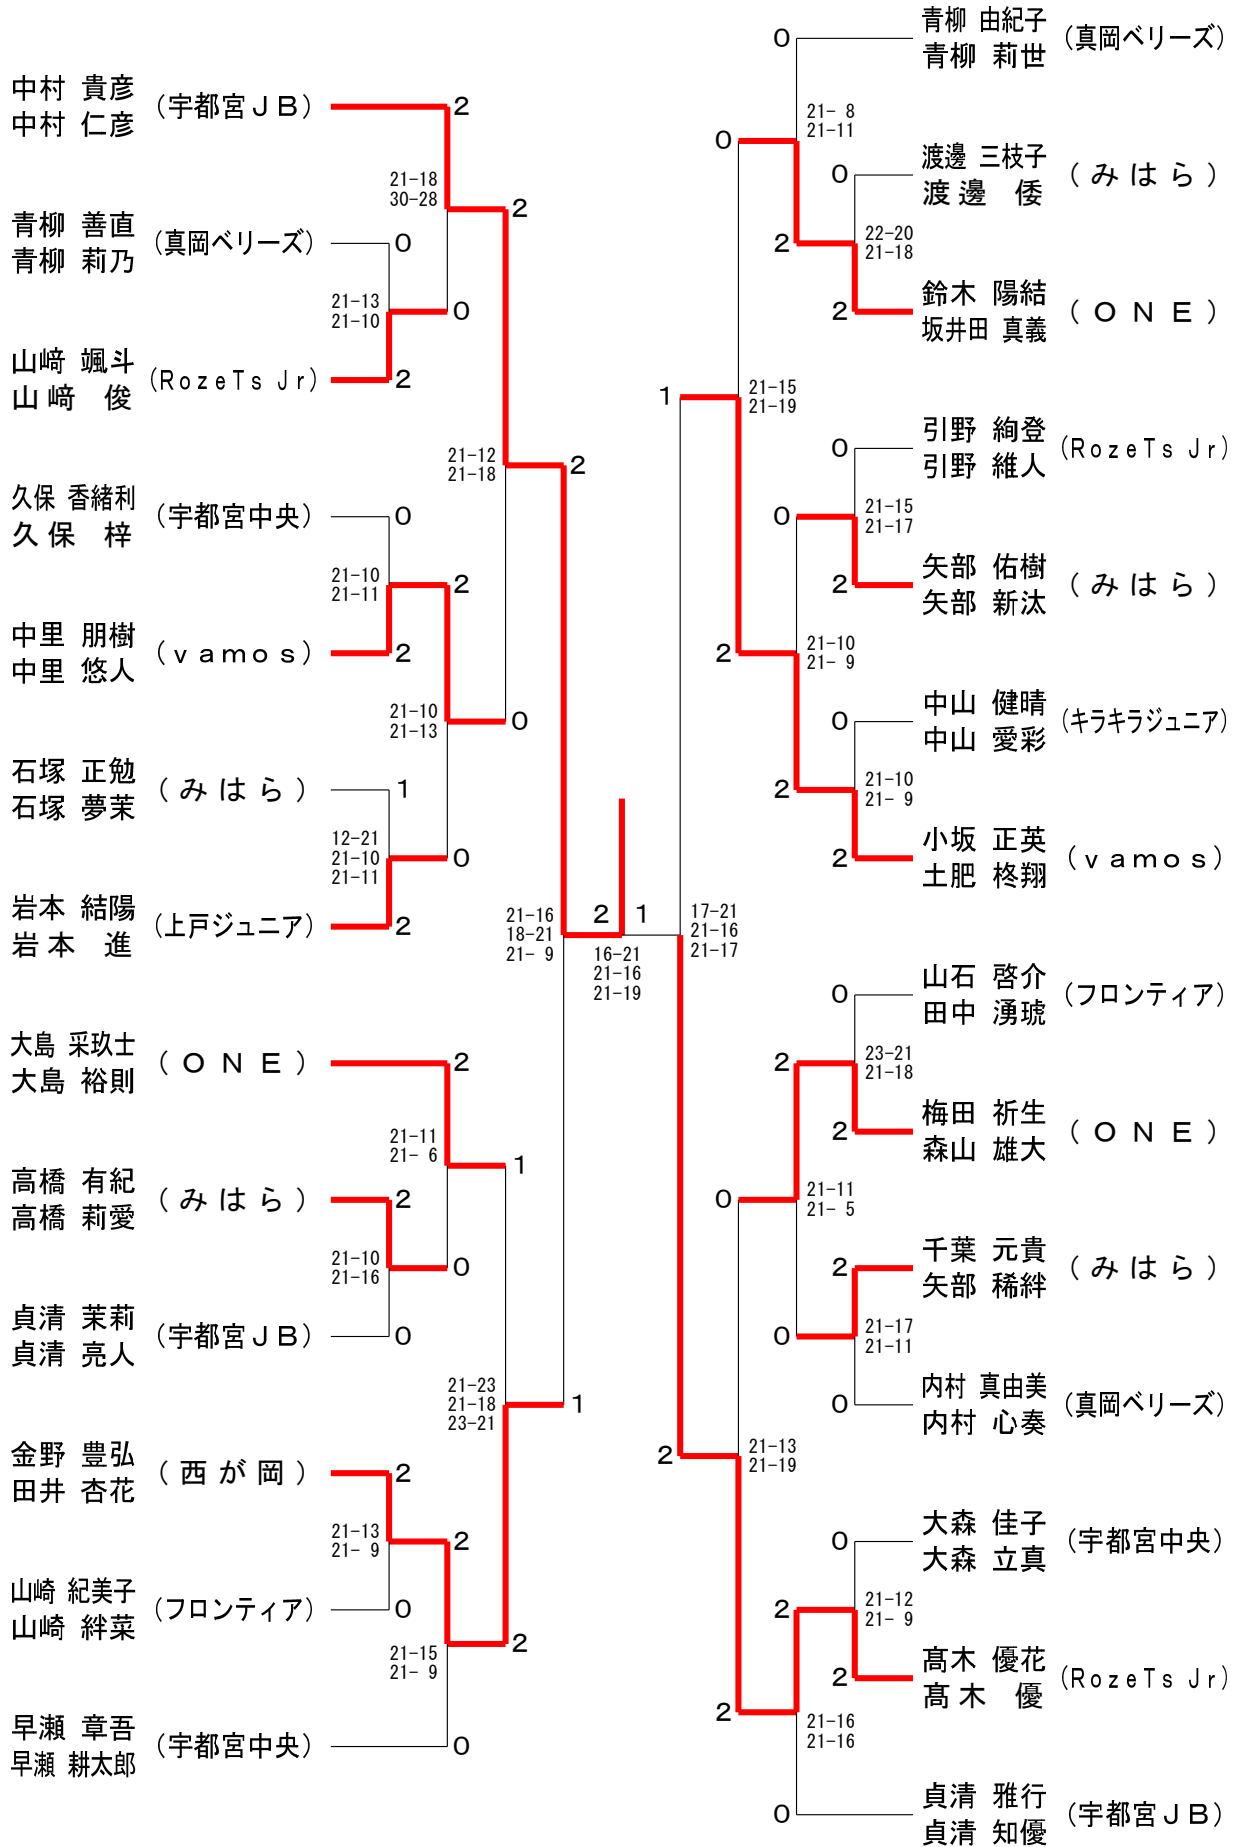 中村 貴彦
中村 仁彦
(宇都宮ＪＢ)
2
21-18
30-28
2
青柳 善直
青柳 莉乃
(真岡ベリーズ)
0
21-13
21-10
0
山﨑 颯斗
山﨑 俊
(RozeTs Jr)
2
21-12
21-18
2
久保 香緒利
久保 梓
(宇都宮中央)
0
21-10
21-11
2
中里 朋樹
中里 悠人
(vamos)
2
21-10
21-13
0
石塚 正勉
石塚 夢茉
(みはら)
1
12-21
21-10
21-11
0
岩本 結陽
岩本 進
(上戸ジュニア)
2
21-16
18-21
21- 9
2
1
16-21
21-16
21-19
大島 采玖士
大島 裕則
(ＯＮＥ)
2
21-11
21- 6
1
高橋 有紀
高橋 莉愛
(みはら)
2
21-10
21-16
0
貞清 茉莉
貞清 亮人
(宇都宮ＪＢ)
0
21-23
21-18
23-21
1
金野 豊弘
田井 杏花
(西が岡)
2
21-13
21- 9
2
山崎 紀美子
山崎 絆菜
(フロンティア)
0
21-15
21- 9
2
早瀬 章吾
早瀬 耕太郎
(宇都宮中央)
0
0
青柳 由紀子
青柳 莉世
(真岡ベリーズ)
21- 8
21-11
0
0
渡邊 三枝子
渡邊 倭
(みはら)
2
22-20
21-18
2
鈴木 陽結
坂井田 真義
(ＯＮＥ)
1
21-15
21-19
0
引野 絢登
引野 維人
(RozeTs Jr)
0
21-15
21-17
2
矢部 佑樹
矢部 新汰
(みはら)
2
21-10
21- 9
0
中山 健晴
中山 愛彩
(キラキラジュニア)
2
21-10
21- 9
2
小坂 正英
土肥 柊翔
(vamos)
17-21
21-16
21-17
0
山石 啓介
田中 湧琥
(フロンティア)
2
23-21
21-18
2
梅田 祈生
森山 雄大
(ＯＮＥ)
0
21-11
21- 5
2
千葉 元貴
矢部 稀絆
(みはら)
0
21-17
21-11
0
内村 真由美
内村 心奏
(真岡ベリーズ)
2
21-13
21-19
0
大森 佳子
大森 立真
(宇都宮中央)
2
21-12
21- 9
2
髙木 優花
髙木 優
(RozeTs Jr)
2
21-16
21-16
0
貞清 雅行
貞清 知優
(宇都宮ＪＢ)